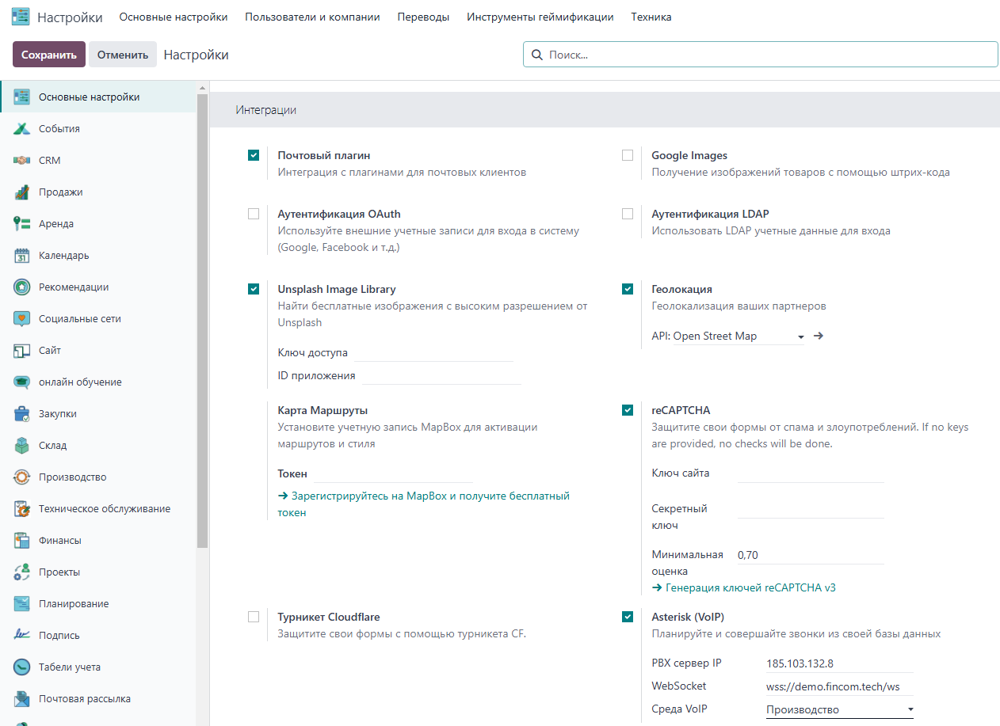 Настройки Основные настройки Пользователи и компании Переводы Инструменты геймификации Техника
Сохранить Отменить Настройки Поиск...
Основные настройки
События
CRM
Продажи
Аренда
Календарь
31
Рекомендации
Социальные сети
Сайт
онлайн обучение
Закупки
Склад
Производство
Техническое обслуживание
Финансы
Проекты
Планирование
Подпись
Табели учета
Почтовая рассылка
Интеграции
Почтовый плагин
Интеграция с плагинами для почтовых клиентов
Google Images
Получение изображений товаров с помощью штрих-кода
Аутентификация OAuth
Используйте внешние учетные записи для входа в систему
(Google, Facebook и т.д.)
Аутентификация LDAP
Использовать LDAP учетные данные для входа
Unsplash Image Library
Найти бесплатные изображения с высоким разрешением от
Unsplash
Ключ доступа
ID приложения
Геолокация
Геолокализация ваших партнеров
API: Open Street Map
Карта Маршруты
Установите учетную запись MapBox для активации
маршрутов и стиля
Токен
→ Зарегистрируйтесь на MapBox и получите бесплатный
токен
reCAPTCHA
Защитите свои формы от спама и злоупотреблений. If no keys
are provided, no checks will be done.
Ключ сайта
Секретный
ключ
Минимальная 0,70
оценка
→ Генерация ключей reCAPTCHA v3
Турникет Cloudflare
Защитите свои формы с помощью турникета CF.
Asterisk (VoIP)
Планируйте и совершайте звонки из своей базы данных
PBX сервер IP 185.103.132.8
WebSocket wss://demo.fincom.tech/ws
Среда VoIP Производство